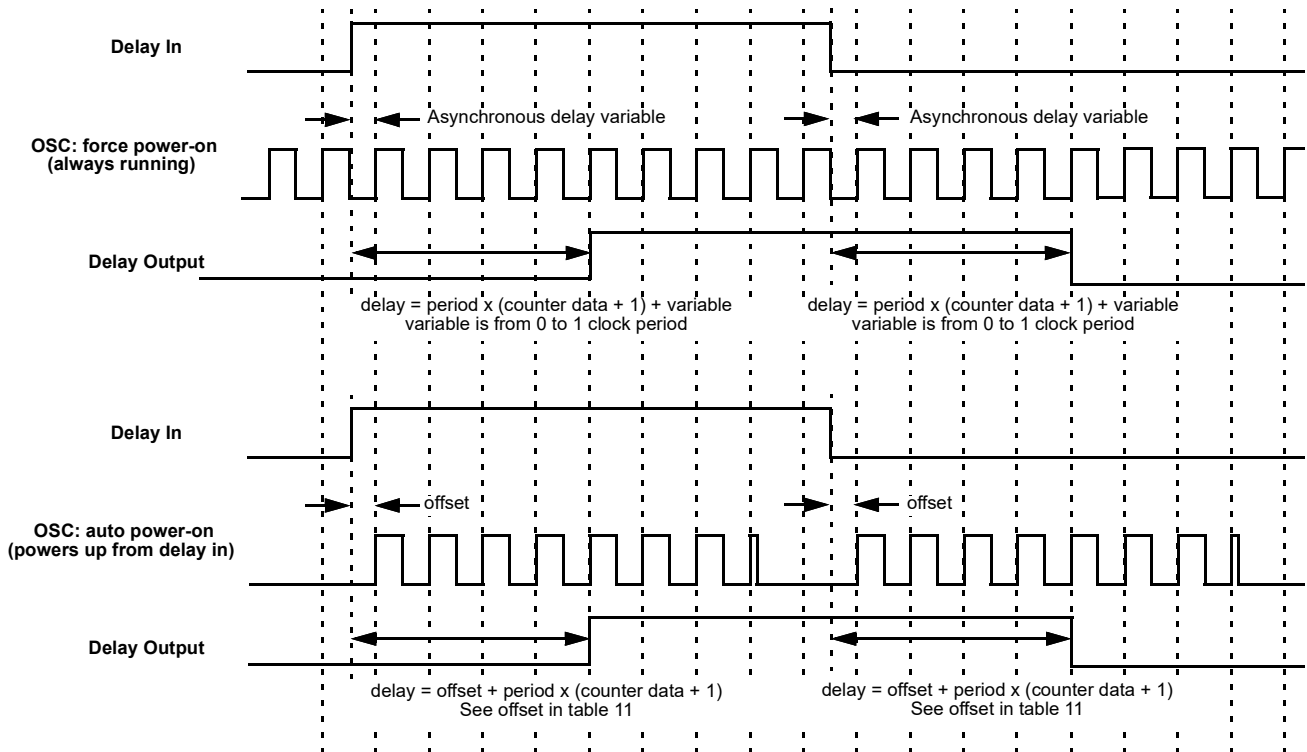 Delay In
Asynchronous delay variable
Asynchronous delay variable
OSC: force power-on
(always running)
Delay Output
delay = period x (counter data + 1) + variable
variable is from 0 to 1 clock period
delay = period x (counter data + 1) + variable
variable is from 0 to 1 clock period
Delay In
offset
offset
OSC: auto power-on
(powers up from delay in)
Delay Output
delay = offset + period x (counter data + 1)
See offset in table 11
delay = offset + period x (counter data + 1)
See offset in table 11